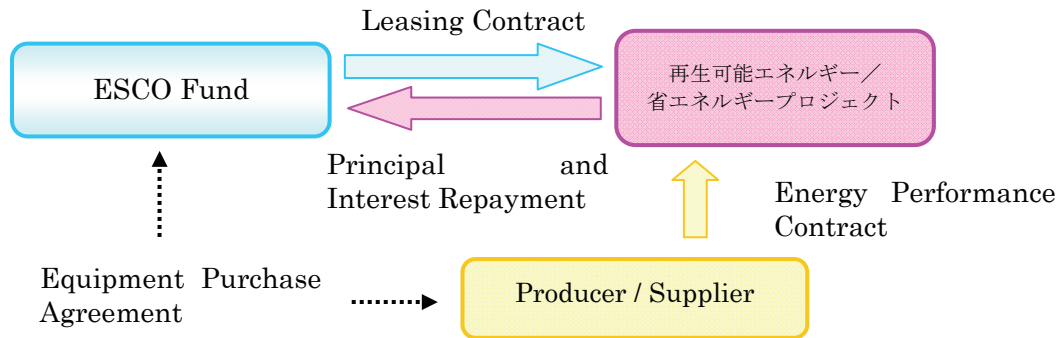 Leasing Contract
ESCO Fund
再生可能エネルギー／
省エネルギープロジェクト
Principal and
Interest Repayment
Energy Performance
Contract
Equipment Purchase
Agreement
Producer / Supplier